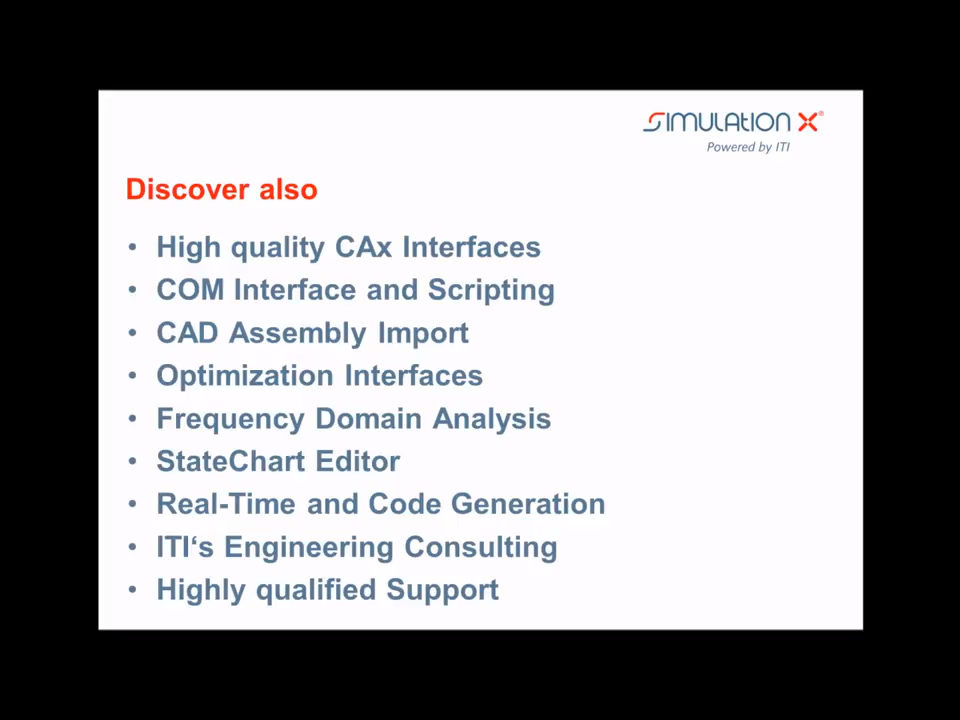 SIMULATION X®
Powered by ITI
Discover also
• High quality CAx Interfaces
• COM Interface and Scripting
• CAD Assembly Import
• Optimization Interfaces
• Frequency Domain Analysis
• StateChart Editor
• Real-Time and Code Generation
• ITI‘s Engineering Consulting
• Highly qualified Support